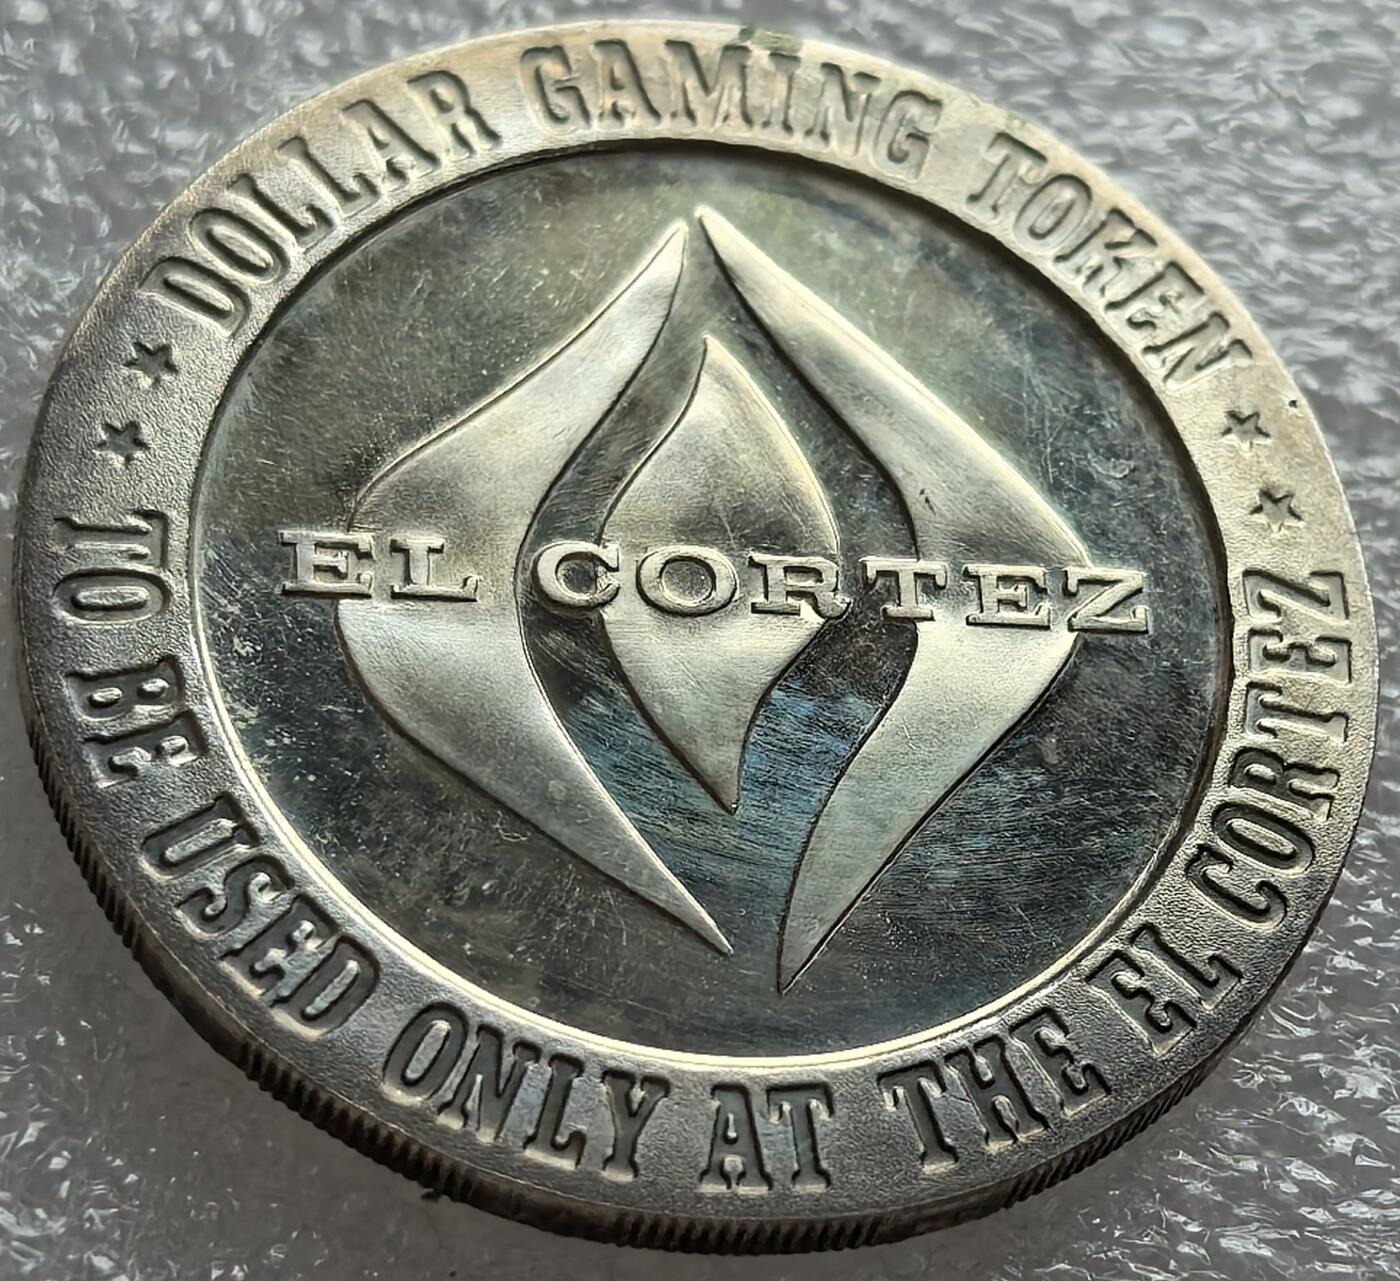 DOLLAR GAMING TOKEN
EL CORTEZ
TO BE USED ONLY AT THE EL CORTEZ